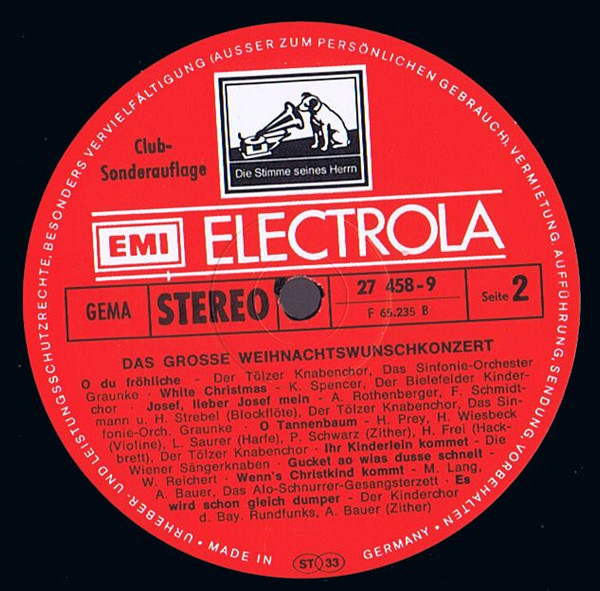 URHEBER- UND LEISTUNGSSCHUTZRECHTE, BESONDERS VERVIELFÄLTIGUNG (AUSSER ZUM PERSÖNLICHEN GEBRAUCH), VERMIETUNG, AUFFÜHRUNG, SENDUNG, VORBEHALTEN
Club-
Sonderauflage
Die Stimme seines Herrn
EMI ELECTROLA
GEMA STEREO 27 458-9 Seite 2
F 65.235 B
DAS GROSSE WEIHNACHTSWUNSCHKONZERT
O du fröhliche - Der Tölzer Knabenchor, Das Sinfonie-Orchester
Graunke · White Christmas - K. Spencer, Der Bielefelder Kinder-
chor · Josef, lieber Josef mein - A. Rothenberger, F. Schmidt-
mann u. H. Strebel (Blockflöte), Der Tölzer Knabenchor, Das Sin-
fonie-Orch. Graunke · O Tannenbaum - H. Prey, H. Wiesbeck
(Violine), L. Saurer (Harfe), P. Schwarz (Zither), H. Frei (Hack-
brett), Der Tölzer Knabenchor · Ihr Kinderlein kommet - Die
Wiener Sängerknaben · Gucket ao wias dusse schneit -
W. Reichert · Wenn's Christkind kommt - M. Lang,
A. Bauer, Das Alo-Schnurrer-Gesangsterzett · Es
wird schon gleich dumper - Der Kinderchor
d. Bay. Rundfunks, A. Bauer (Zither)
MADE IN GERMANY
ST 33